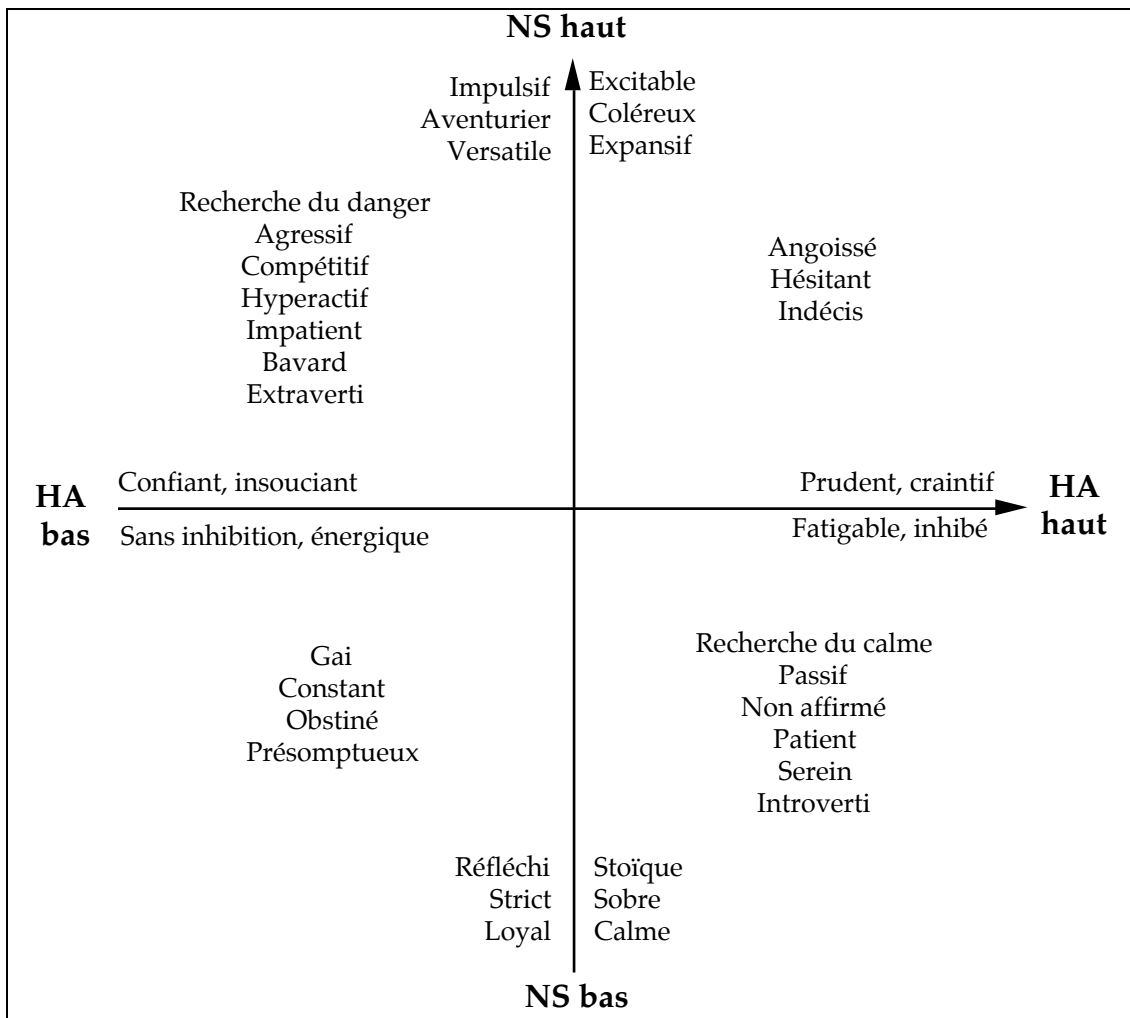 NS haut
Impulsif
Aventurier
Versatile
Excitable
Coléreux
Expansif
Recherche du danger
Agressif
Compétitif
Hyperactif
Impatient
Bavard
Extraverti
Angoissé
Hésitant
Indécis
HA
bas
Confiant, insouciant
Sans inhibition, énergique
Prudent, craintif
Fatigable, inhibé
HA
haut
Gai
Constant
Obstiné
Présomptueux
Recherche du calme
Passif
Non affirmé
Patient
Serein
Introverti
Réfléchi
Strict
Loyal
Stoïque
Sobre
Calme
NS bas